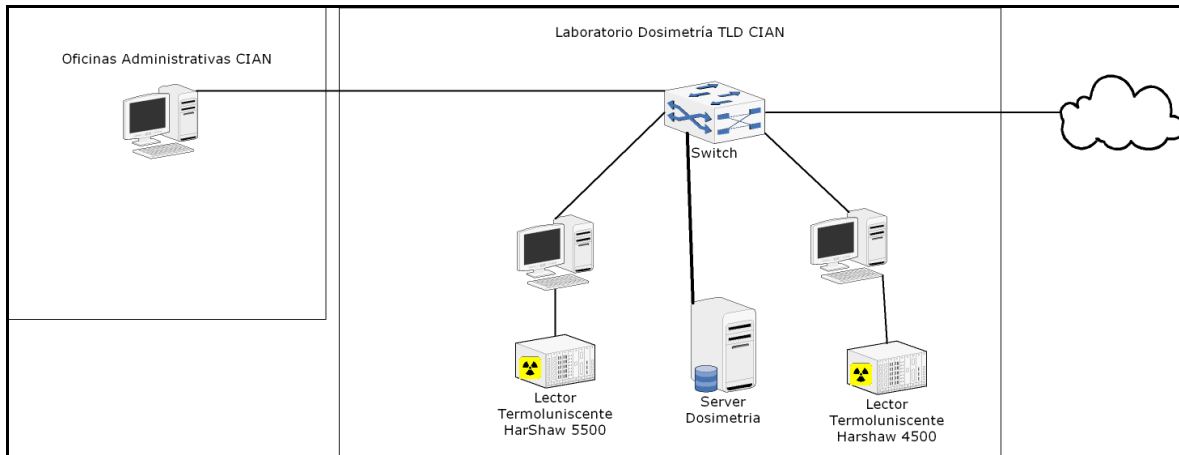 Oficinas Administrativas CIAN
Laboratorio Dosimetría TLD CIAN
Switch
Lector
Termoluniscente
HarShaw 5500
Server
Dosimetria
Lector
Termoluniscente
Harshaw 4500